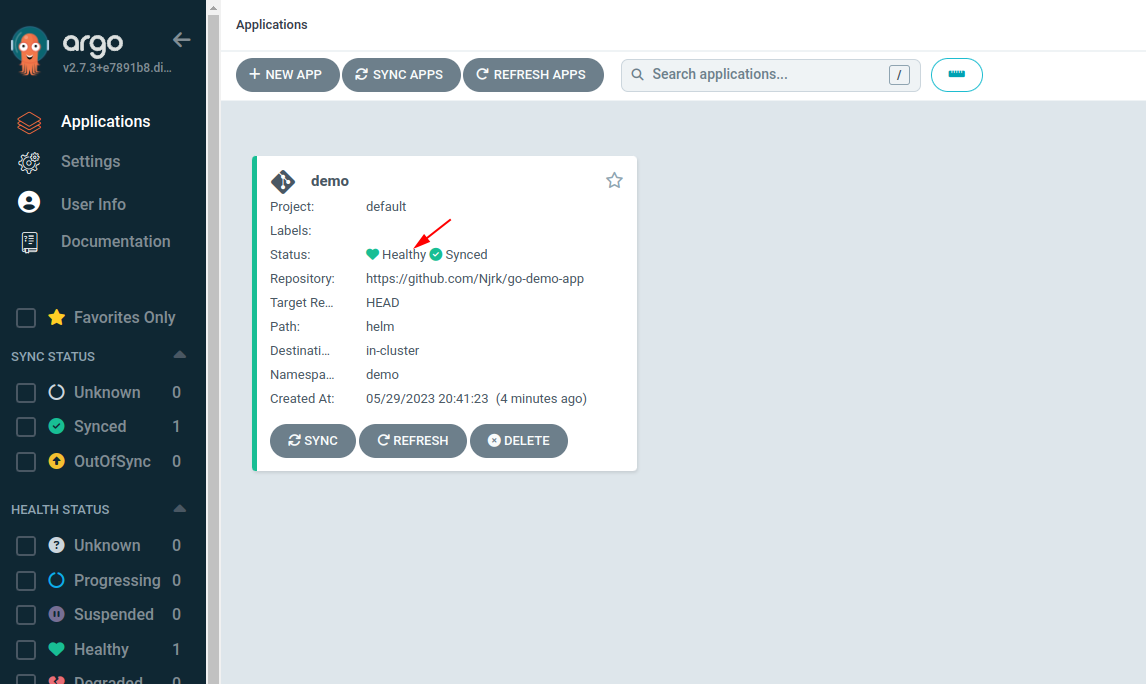 argo
v2.7.3+e7891b8.di...
Applications
Settings
User Info
Documentation
Favorites Only
SYNC STATUS
Unknown 0
Synced 1
OutOfSync 0
HEALTH STATUS
Unknown 0
Progressing 0
Suspended 0
Healthy 1
Degraded 0
Applications
NEW APP SYNC APPS REFRESH APPS Search applications... /
demo
Project: default
Labels:
Status: Healthy Synced
Repository: https://github.com/Njrk/go-demo-app
Target Re... HEAD
Path: helm
Destinati... in-cluster
Namespa... demo
Created At: 05/29/2023 20:41:23 (4 minutes ago)
SYNC REFRESH DELETE